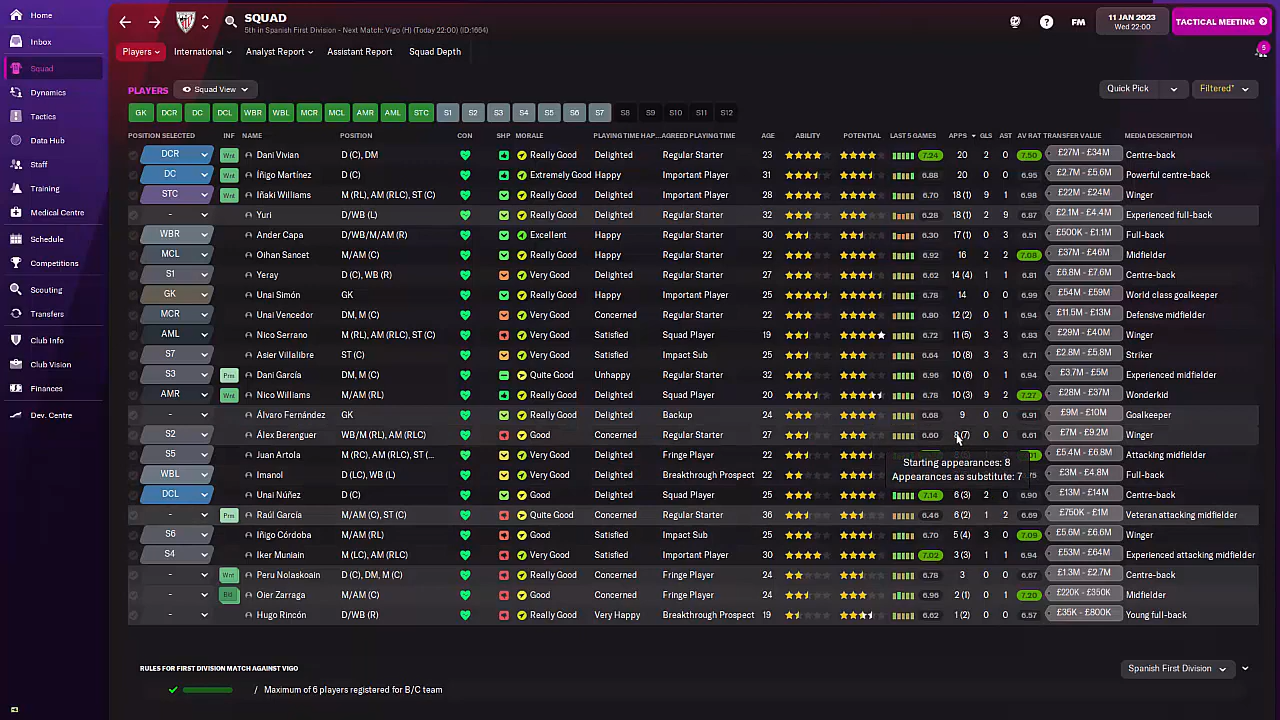 Home
Inbox
Squad
Dynamics
Tactics
Data Hub
Staff
Training
Medical Centre
Schedule
Competitions
Scouting
Transfers
Club Info
Club Vision
Finances
Dev. Centre
SQUAD
5th in Spanish First Division - Next Match: Vigo (H) (Today 22:00) (ID:1664)
FM
11 JAN 2023
Wed 22:00
TACTICAL MEETING
5
Players International Analyst Report Assistant Report Squad Depth
PLAYERS Squad View Quick Pick Filtered*
GK DCR DC DCL WBR WBL MCR MCL AMR AML STC S1 S2 S3 S4 S5 S6 S7 S8 S9 S10 S11 S12
POSITION SELECTED INF NAME POSITION CON SHP MORALE PLAYING TIME HAP... AGREED PLAYING TIME AGE ABILITY POTENTIAL LAST 5 GAMES APPS GLS AST AV RAT TRANSFER VALUE MEDIA DESCRIPTION
DCR Wnt Dani Vivian D (C), DM Really Good Delighted Regular Starter 23 7.24 20 2 0 7.50 £27M - £34M Centre-back
DC Wnt Íñigo Martínez D (C) Extremely Good Happy Important Player 31 6.88 20 0 0 6.95 £2.7M - £5.6M Powerful centre-back
STC Wnt Iñaki Williams M (RL), AM (RLC), ST (C) Really Good Delighted Important Player 28 6.70 18 (1) 9 1 6.98 £22M - £24M Winger
- Yuri D/WB (L) Really Good Delighted Regular Starter 32 6.28 18 (1) 2 9 6.87 £2.1M - £4.4M Experienced full-back
WBR Ander Capa D/WB/M/AM (R) Excellent Happy Regular Starter 30 6.30 17 (1) 0 3 6.51 £500K - £1.1M Full-back
MCL Oihan Sancet M/AM (C) Really Good Happy Regular Starter 22 6.92 16 2 2 7.08 £37M - £46M Midfielder
S1 Yeray D (C), WB (R) Very Good Delighted Regular Starter 27 6.62 14 (4) 1 1 6.81 £6.8M - £7.6M Centre-back
GK Unai Simón GK Really Good Happy Important Player 25 6.78 14 0 0 6.99 £54M - £59M World class goalkeeper
MCR Unai Vencedor DM, M (C) Very Good Concerned Regular Starter 22 6.80 12 (2) 0 1 6.94 £11.5M - £13M Defensive midfielder
AML Nico Serrano M (RL), AM (RLC), ST (C) Really Good Satisfied Squad Player 19 6.72 11 (5) 3 3 6.83 £29M - £40M Winger
S7 Asier Villalibre ST (C) Really Good Satisfied Impact Sub 25 6.64 10 (8) 3 3 6.71 £2.8M - £5.8M Striker
S3 Prm Dani García DM, M (C) Quite Good Unhappy Important Player 32 6.96 10 (6) 0 1 6.94 £3.7M - £5M Experienced midfielder
AMR Wnt Nico Williams M (RL), AM (RLC) Really Good Delighted Important Player 20 6.78 10 (3) 9 2 7.27 £28M - £37M Wonderkid
- Álvaro Fernández GK Really Good Delighted Backup 24 6.68 9 0 0 6.91 £9M - £10M Goalkeeper
S2 Álex Berenguer WB/M (RL), AM (RLC) Good Concerned Regular Starter 27 6.60 8 (7) 0 0 6.61 £7M - £9.2M Winger
S5 Juan Artola M (RC), AM (RLC), ST (... Very Good Delighted Squad Player 22 £5.4M - £6.8M Attacking midfielder
Starting appearances: 8
Appearances as substitute: 7
WBL Imanol D (LC), WB (L) Very Good Delighted Breakthrough Prospect 22 £3M - £4.8M Full-back
DCL Unai Núñez D (C) Good Delighted Squad Player 25 7.14 6 (3) 2 0 6.90 £13M - £14M Centre-back
- Prm Raúl García M/AM (C), ST (C) Quite Good Concerned Regular Starter 36 6.46 6 (2) 1 2 6.69 £750K - £1M Veteran attacking midfielder
S6 Iñigo Córdoba M/AM (RL) Really Good Satisfied Impact Sub 25 6.70 5 (4) 0 3 7.09 £5.6M - £6.6M Winger
S4 Iker Muniain M (LC), AM (RLC) Very Good Satisfied Important Player 30 7.02 3 (3) 1 1 6.94 £53M - £64M Experienced attacking midfielder
- Wnt Peru Nolaskoain D (C), DM, M (C) Really Good Concerned Fringe Player 24 6.78 3 0 0 6.67 £1.3M - £2.7M Centre-back
- Bid Oier Zarraga M/AM (C) Good Concerned Fringe Player 24 6.96 2 (1) 0 1 7.20 £220K - £350K Midfielder
- Hugo Rincón D/WB (R) Really Good Very Happy Breakthrough Prospect 19 6.62 1 (2) 0 0 6.57 £35K - £800K Young full-back
RULES FOR FIRST DIVISION MATCH AGAINST VIGO Spanish First Division
/ Maximum of 6 players registered for B/C team